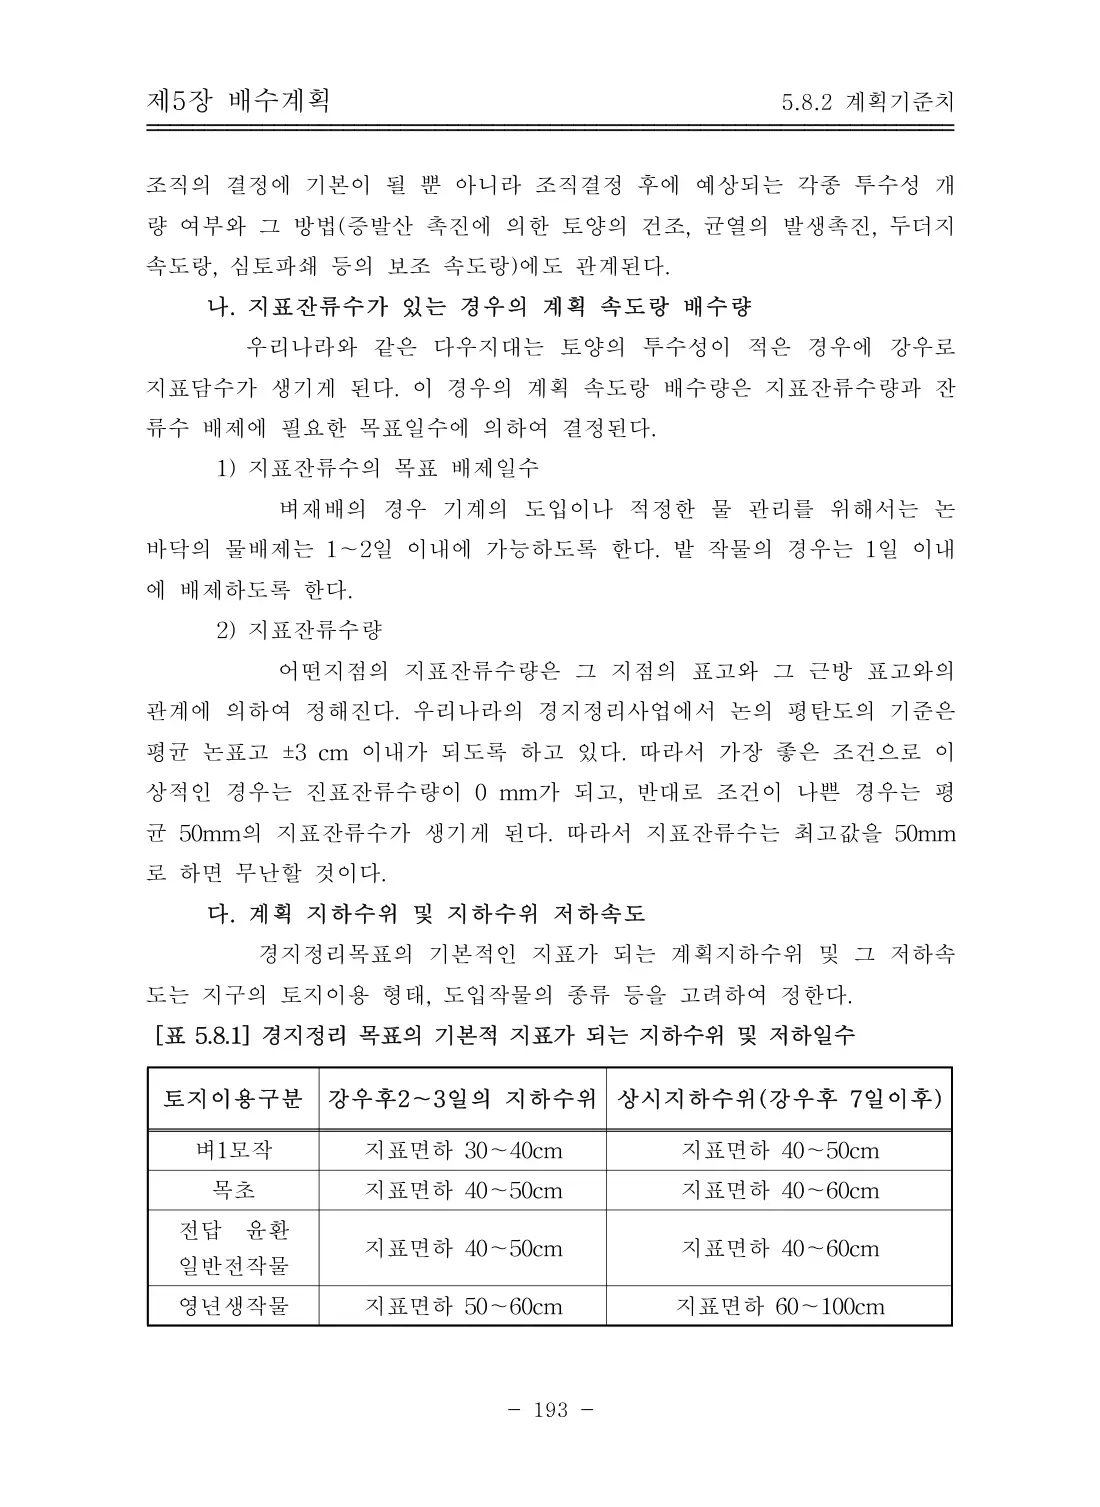 제5장 배수계획
5.8.2 계획기준치
조직의 결정에 기본이 될 뿐 아니라 조직결정 후에 예상되는 각종 투수성 개
량 여부와 그 방법(증발산 촉진에 의한 토양의 건조, 균열의 발생촉진, 두더지
속도랑, 심토파쇄 등의 보조 속도랑)에도 관계된다.
나. 지표잔류수가 있는 경우의 계획 속도랑 배수량
우리나라와 같은 다우지대는 토양의 투수성이 적은 경우에 강우로
지표담수가 생기게 된다. 이 경우의 계획 속도랑 배수량은 지표잔류수량과 잔
류수 배제에 필요한 목표일수에 의하여 결정된다.
1) 지표잔류수의 목표 배제일수
벼재배의 경우 기계의 도입이나 적정한 물 관리를 위해서는 논
바닥의 물배제는 1~2일 이내에 가능하도록 한다. 밭 작물의 경우는 1일 이내
에 배제하도록 한다.
2) 지표잔류수량
어떤지점의 지표잔류수량은 그 지점의 표고와 그 근방 표고와의
관계에 의하여 정해진다. 우리나라의 경지정리사업에서 논의 평탄도의 기준은
평균 논표고 ±3 cm 이내가 되도록 하고 있다. 따라서 가장 좋은 조건으로 이
상적인 경우는 진표잔류수량이 0 mm가 되고, 반대로 조건이 나쁜 경우는 평
균 50mm의 지표잔류수가 생기게 된다. 따라서 지표잔류수는 최고값을 50mm
로 하면 무난할 것이다.
다. 계획 지하수위 및 지하수위 저하속도
경지정리목표의 기본적인 지표가 되는 계획지하수위 및 그 저하속
도는 지구의 토지이용 형태, 도입작물의 종류 등을 고려하여 정한다.
[표 5.8.1] 경지정리 목표의 기본적 지표가 되는 지하수위 및 저하일수
토지이용구분 강우후2~3일의 지하수위 상시지하수위(강우후 7일이후)
벼1모작 지표면하 30~40cm 지표면하 40~50cm
목초 지표면하 40~50cm 지표면하 40~60cm
전답 윤환
일반전작물 지표면하 40~50cm 지표면하 40~60cm
영년생작물 지표면하 50~60cm 지표면하 60~100cm
- 193 -